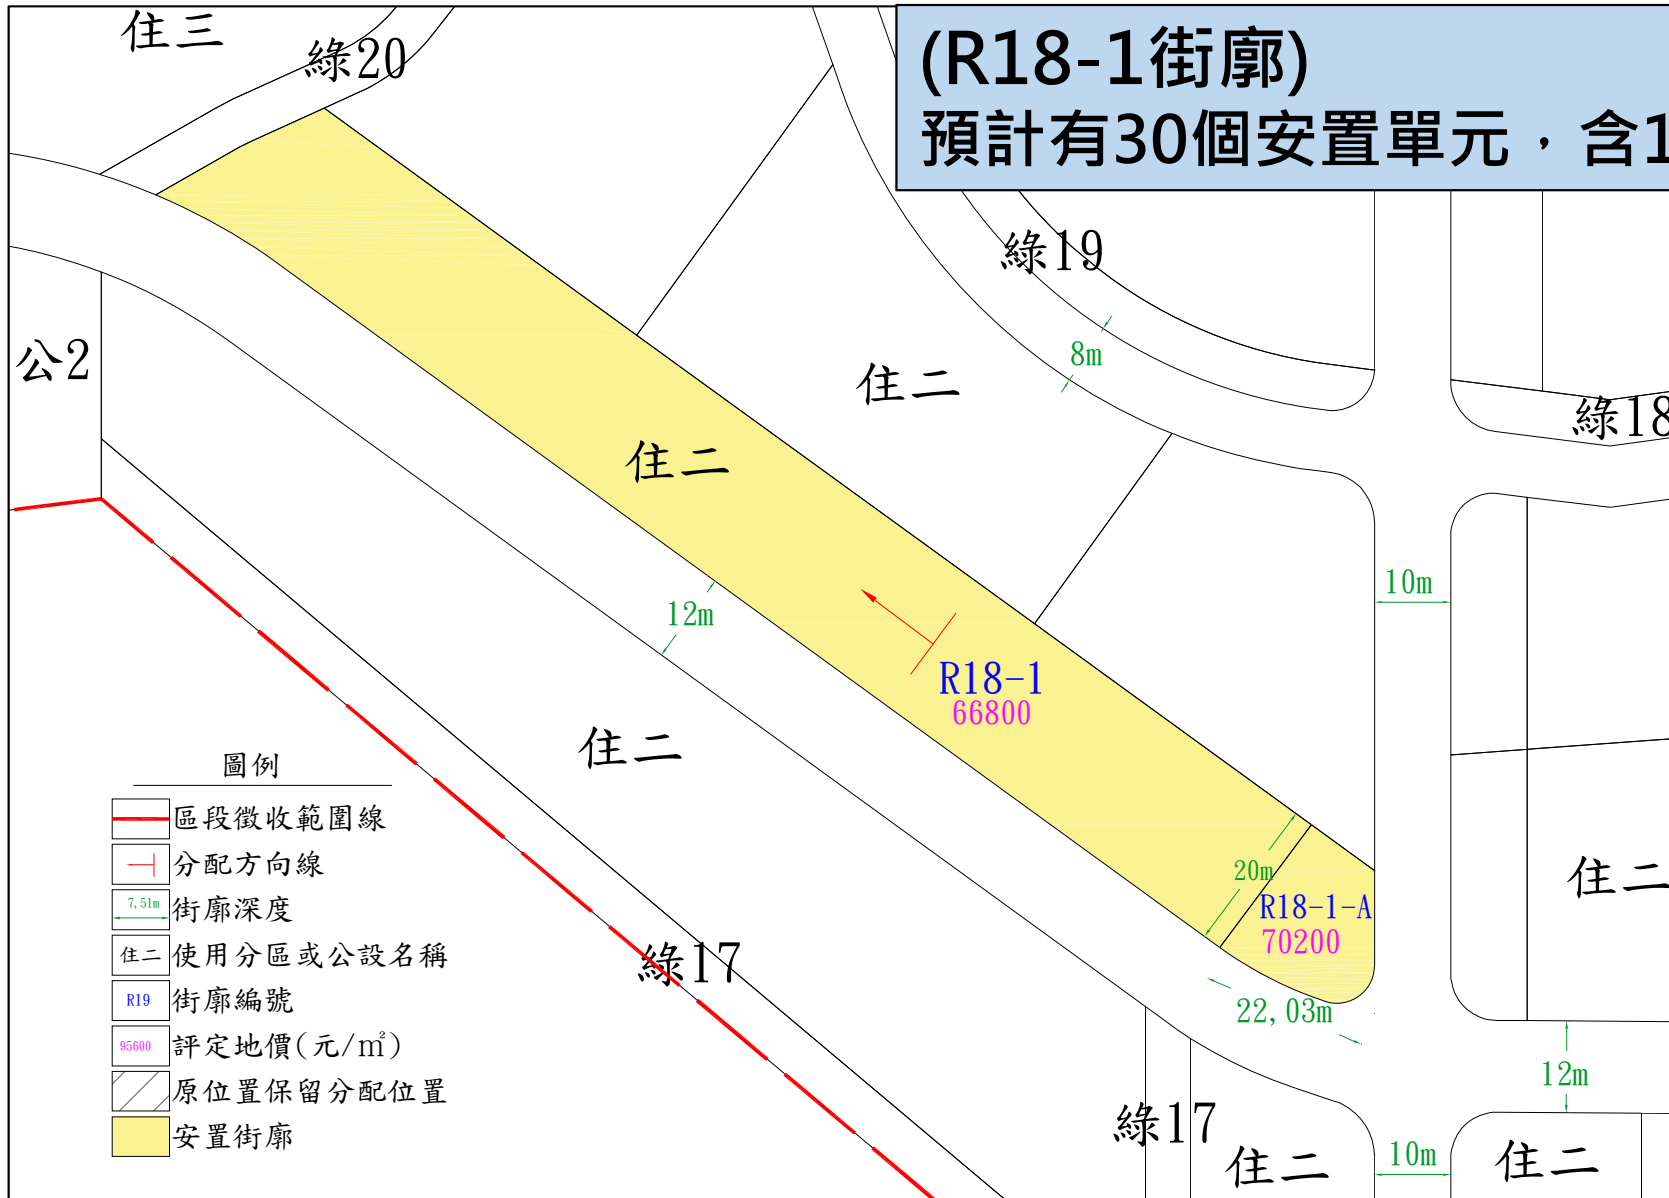 (R18-1街廓)
預計有30個安置單元，含1
住三
綠20
綠19
8m
公2
住二
綠18
住二
10m
12m
R18-1
66800
住二
20m
R18-1-A
70200
住二
綠17
22,03m
12m
綠17
住二
10m
住二
圖例
區段徵收範圍線
分配方向線
7,51m 街廓深度
住二 使用分區或公設名稱
R19 街廓編號
95600 評定地價(元/㎡)
原位置保留分配位置
安置街廓